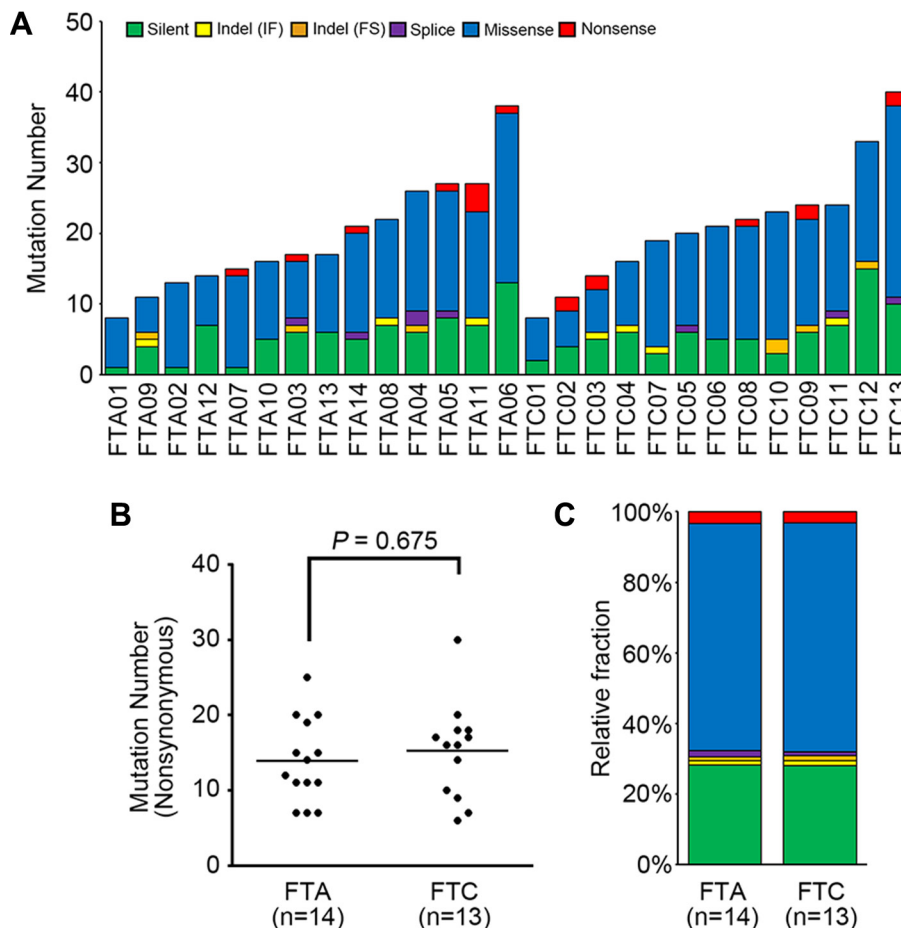 A
Silent Indel (IF) Indel (FS) Splice Missense Nonsense
Mutation Number
50
40
30
20
10
0
FTA01 FTA09 FTA02 FTA12 FTA07 FTA10 FTA03 FTA13 FTA14 FTA08 FTA04 FTA05 FTA11 FTA06 FTC01 FTC02 FTC03 FTC04 FTC07 FTC05 FTC06 FTC08 FTC10 FTC09 FTC11 FTC12 FTC13
B
P = 0.675
Mutation Number
(Nonsynonymous)
40
30
20
10
0
FTA FTC
(n=14) (n=13)
C
Relative fraction
100%
80%
60%
40%
20%
0%
FTA FTC
(n=14) (n=13)